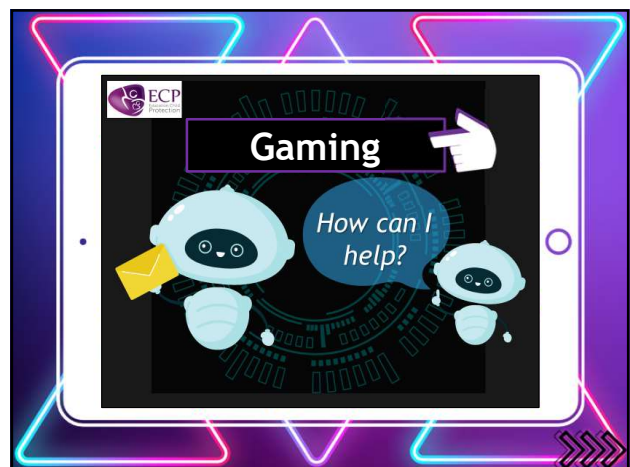 ECP
Education Child
Protection
Gaming
How can I
help?